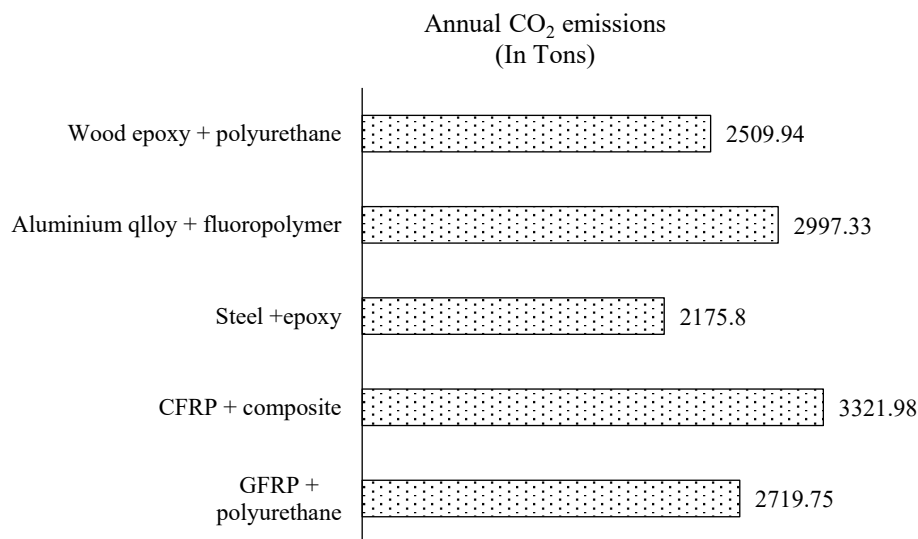 Annual CO₂ emissions
(In Tons)
Wood epoxy + polyurethane
2509.94
Aluminium qlloy + fluoropolymer
2997.33
Steel +epoxy
2175.8
CFRP + composite
3321.98
GFRP +
polyurethane
2719.75